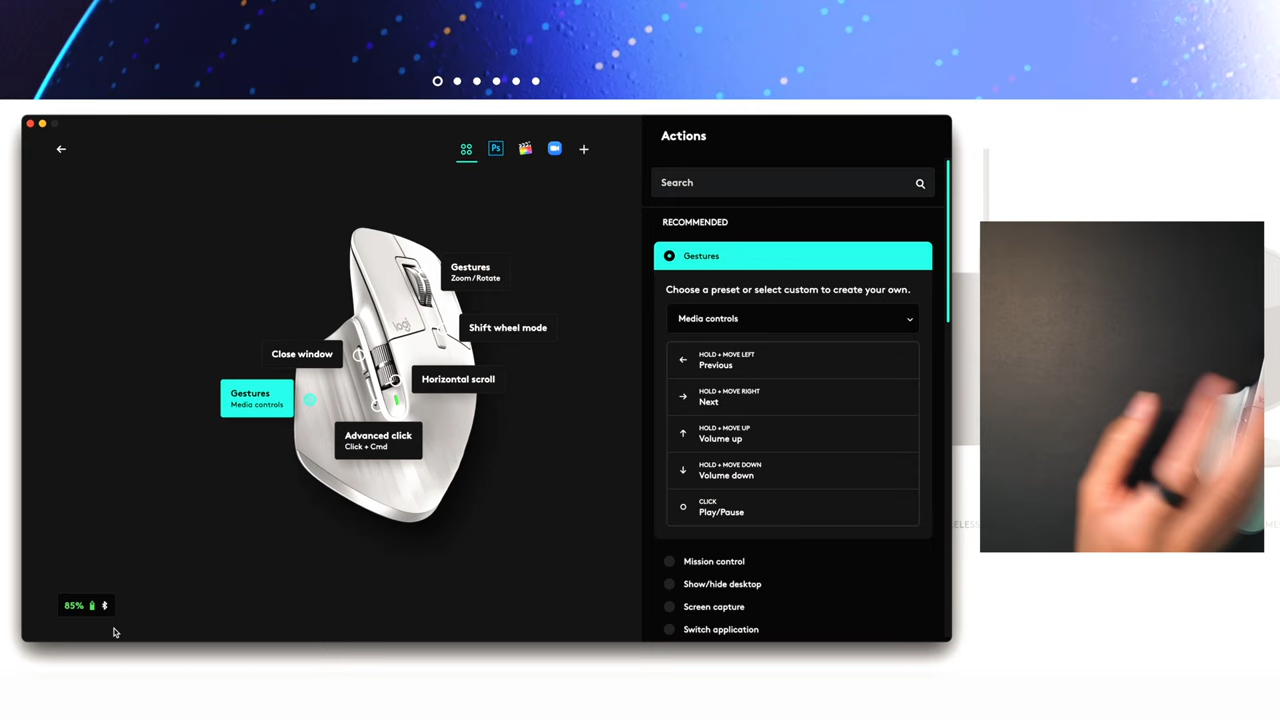 Ps
Actions
Search
RECOMMENDED
Gestures
Choose a preset or select custom to create your own.
Media controls
HOLD + MOVE LEFT
Previous
HOLD + MOVE RIGHT
Next
HOLD + MOVE UP
Volume up
HOLD + MOVE DOWN
Volume down
CLICK
Play/Pause
Mission control
Show/hide desktop
Screen capture
Switch application
Gestures
Zoom/Rotate
logi
Shift wheel mode
Close window
Horizontal scroll
Gestures
Media controls
Advanced click
Click + Cmd
85%